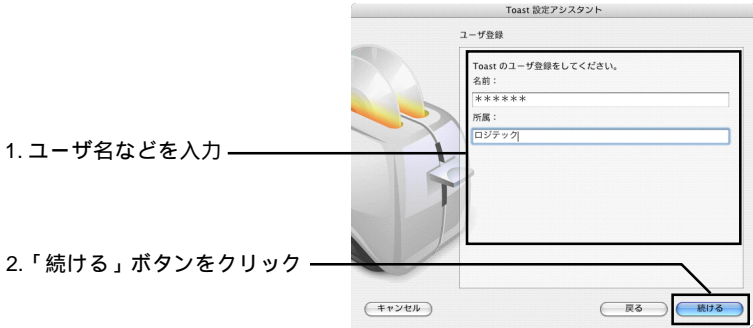 Toast 設定アシスタント
ユーザ登録
Toast のユーザ登録をしてください。
名前：
******
所属：
ロジテック
1. ユーザ名などを入力
2.「続ける」ボタンをクリック
キャンセル
戻る
続ける